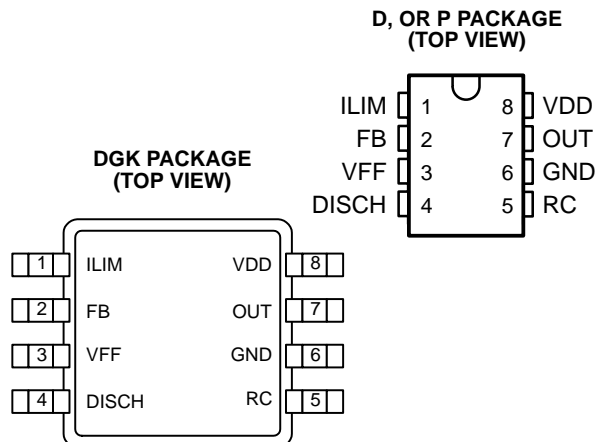 D, OR P PACKAGE
(TOP VIEW)
ILIM 1 8 VDD
FB 2 7 OUT
VFF 3 6 GND
DISCH 4 5 RC
DGK PACKAGE
(TOP VIEW)
1 ILIM VDD 8
2 FB OUT 7
3 VFF GND 6
4 DISCH RC 5